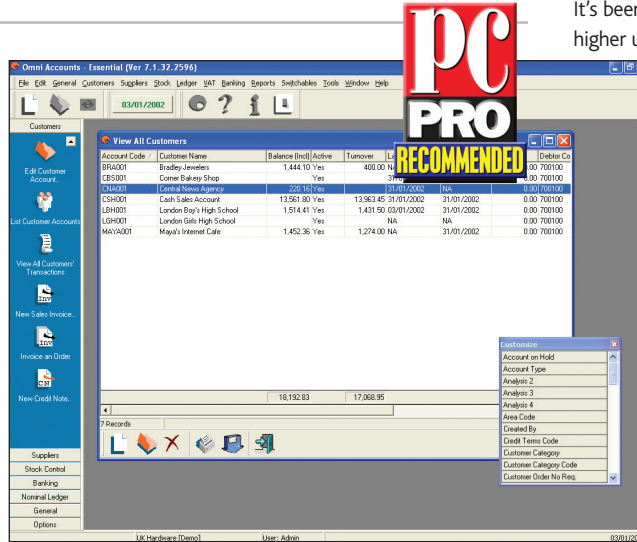 It's been
higher u
PC
PRO
RECOMMENDED
Omni Accounts - Essential (Ver 7.1.32.2596)
File Edit General Customers Suppliers Stock Ledger VAT Banking Reports Switchables Tools Window Help
03/01/2002
Customers
Edit Customer
Account..
List Customer Accounts
View All Customers'
Transactions
New Sales Invoice..
Invoice an Order
New Credit Note..
Suppliers
Stock Control
Banking
Nominal Ledger
General
Options
View All Customers
Account Code Customer Name Balance (Incl) Active Turnover Debtor Co
BRA001 Bradley Jewelers 1,444.10 Yes 400.00 0.00 700100
CBS001 Corner Bakery Shop Yes 0.00 700100
CNA001 Central News Agency 220.16 Yes 31/01/2002 NA 0.00 700100
CSH001 Cash Sales Account 13,561.80 Yes 13,963.45 31/01/2002 31/01/2002 0.00 700100
LBH001 London Boy's High School 1,514.41 Yes 1,431.50 03/01/2002 31/01/2002 0.00 700100
LGH001 London Girls High School Yes NA NA 0.00 700100
MAYA001 Maya's Internet Cafe 1,452.36 Yes 1,274.00 NA 31/01/2002 0.00 700100
18,192.83 17,068.95
7 Records
Customize
Account on Hold
Account Type
Analysis 2
Analysis 3
Analysis 4
Area Code
Created By
Credit Terms Code
Customer Category
Customer Category Code
Customer Order No Req.
UK Hardware [Demo] User: Admin 03/01/20